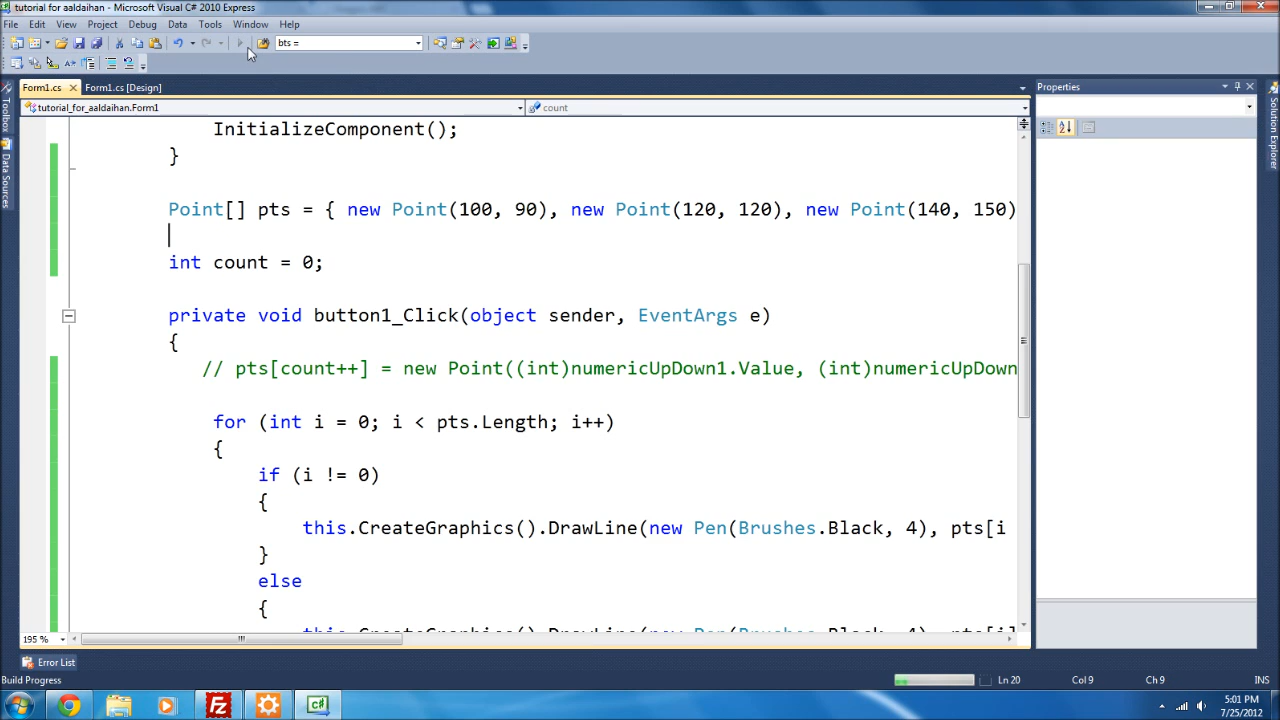 tutorial for aaldaihan - Microsoft Visual C# 2010 Express
File Edit View Project Debug Data Tools Window Help
bts =
Form1.cs
Form1.cs [Design]
tutorial_for_aaldaihan.Form1
count
Toolbox
Data Sources
Properties
Solution Explorer
InitializeComponent();
}
Point[] pts = { new Point(100, 90), new Point(120, 120), new Point(140, 150)
int count = 0;
private void button1_Click(object sender, EventArgs e)
{
// pts[count++] = new Point((int)numericUpDown1.Value, (int)numericUpDown
for (int i = 0; i < pts.Length; i++)
{
if (i != 0)
{
this.CreateGraphics().DrawLine(new Pen(Brushes.Black, 4), pts[i
}
else
{
this.CreateGraphics().DrawLine(new Pen(Brushes.Black, 4), pts[i]
195 %
Error List
Build Progress
Ln 20 Col 9 Ch 9 INS
5:01 PM
7/25/2012